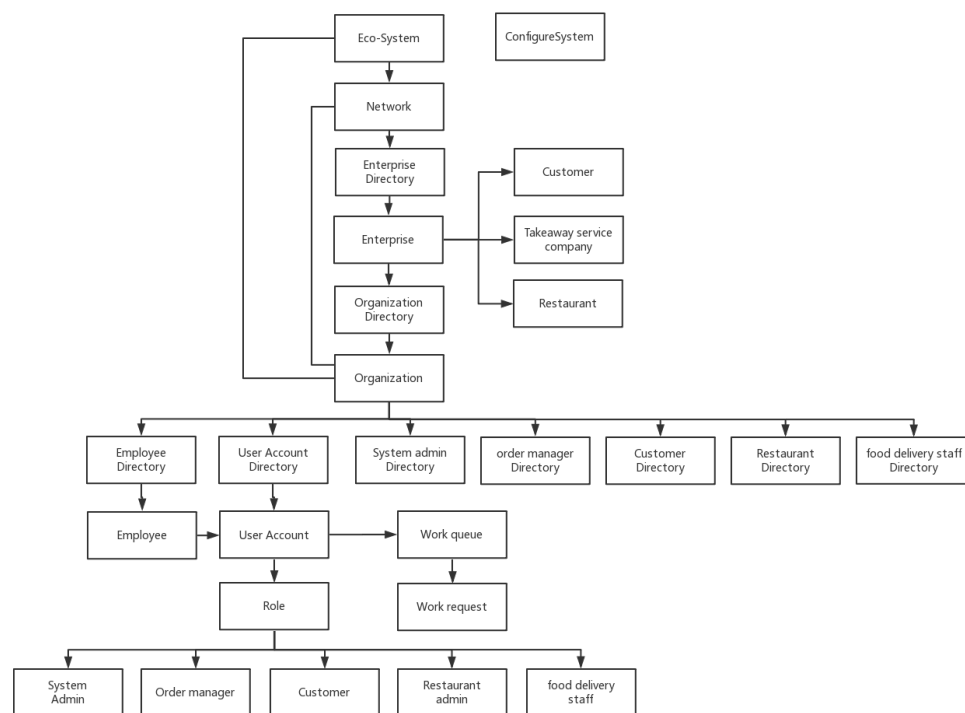 Eco-System
ConfigureSystem
Network
Enterprise
Directory
Customer
Enterprise
Takeaway service
company
Organization
Directory
Restaurant
Organization
Employee
Directory
User Account
Directory
System admin
Directory
order manager
Directory
Customer
Directory
Restaurant
Directory
food delivery staff
Directory
Employee
User Account
Work queue
Role
Work request
System
Admin
Order manager
Customer
Restaurant
admin
food delivery
staff